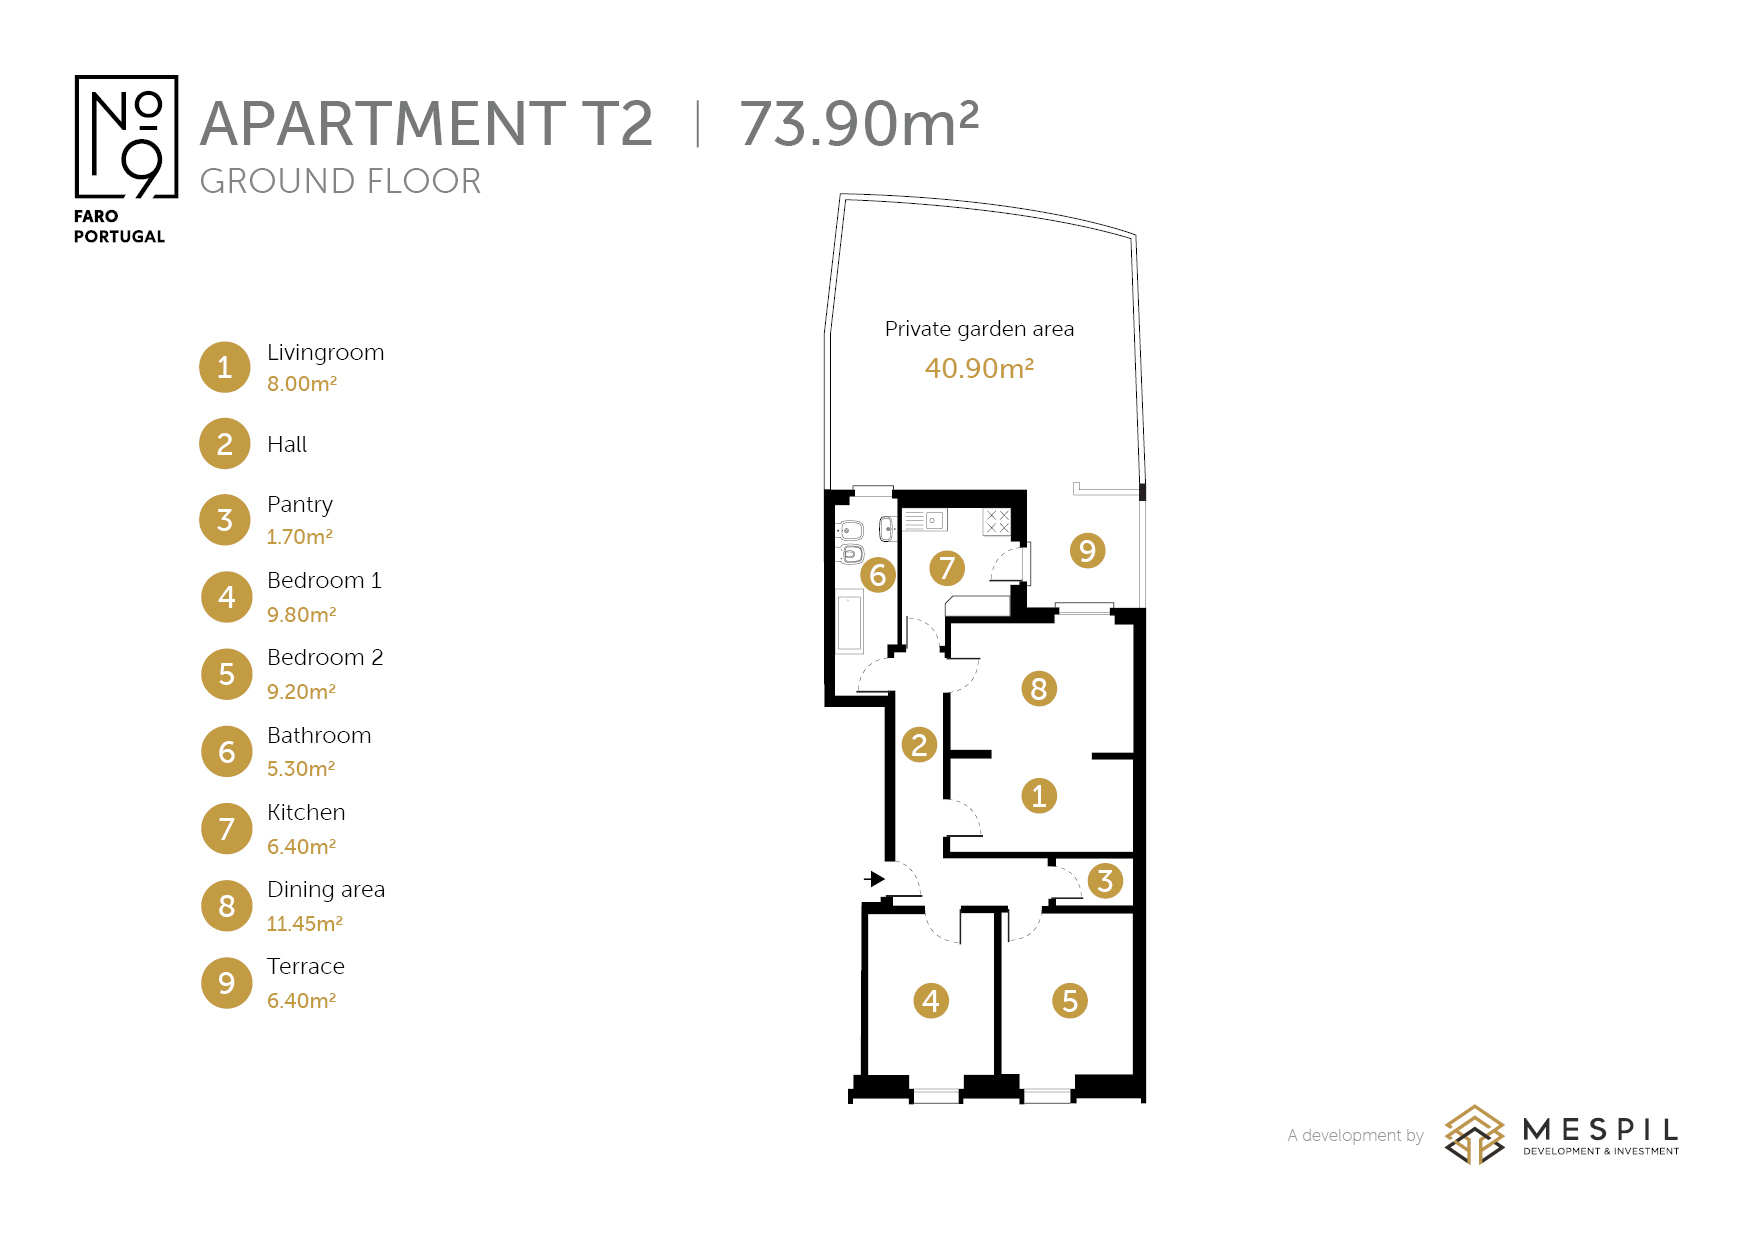 Nº
9
FARO
PORTUGAL
APARTMENT T2 | 73.90m²
GROUND FLOOR
1
Livingroom
8.00m²
2
Hall
3
Pantry
1.70m²
4
Bedroom 1
9.80m²
5
Bedroom 2
9.20m²
6
Bathroom
5.30m²
7
Kitchen
6.40m²
8
Dining area
11.45m²
9
Terrace
6.40m²
Private garden area
40.90m²
9
7
6
8
2
1
3
4
5
A development by
MESPIL
DEVELOPMENT & INVESTMENT